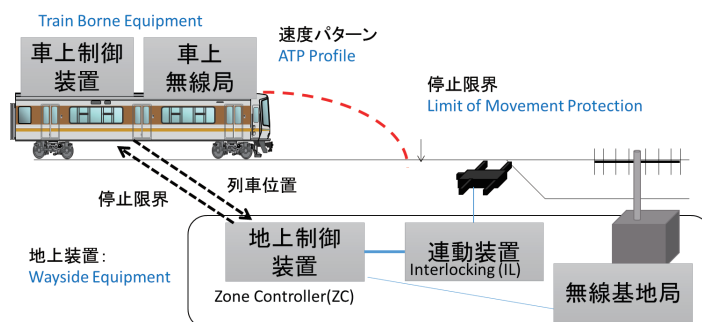 Train Borne Equipment
車上制御
装置
車上
無線局
速度パターン
ATP Profile
停止限界
Limit of Movement Protection
停止限界
列車位置
地上装置:
Wayside Equipment
地上制御
装置
Zone Controller(ZC)
連動装置
Interlocking (IL)
無線基地局